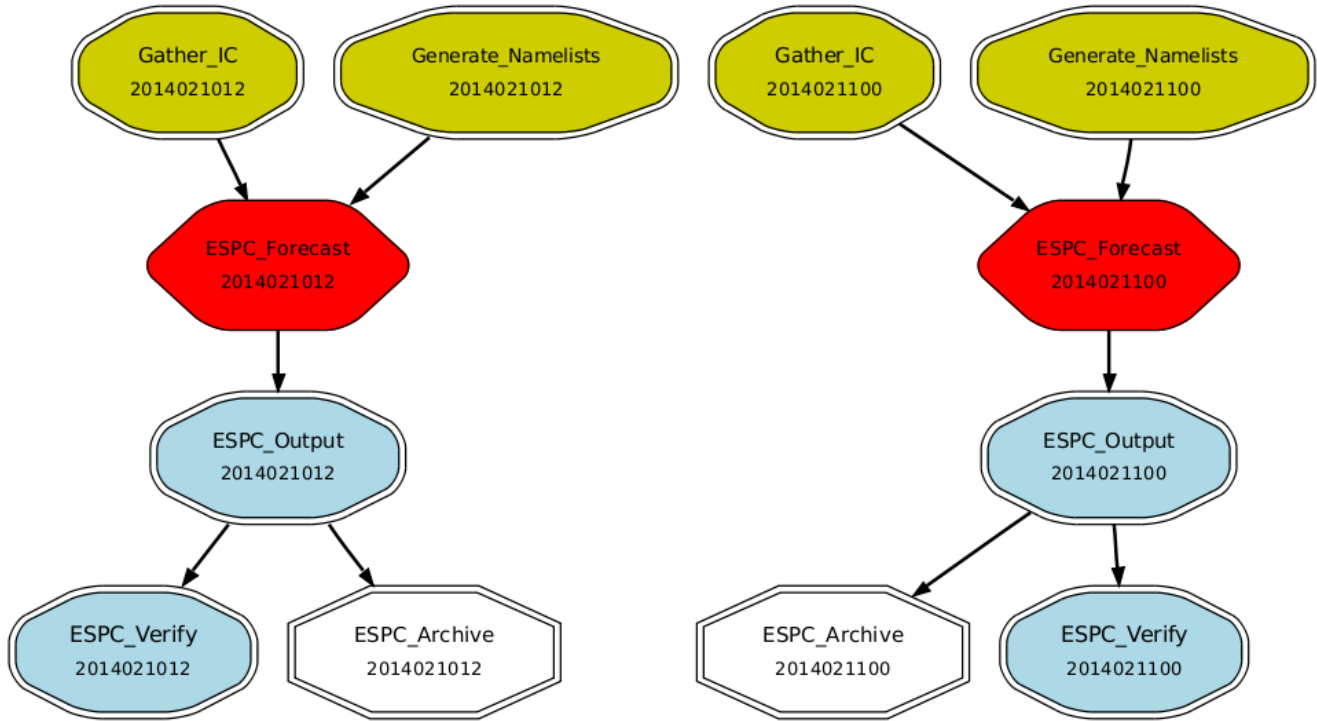 Gather_IC
2014021012
Generate_Namelists
2014021012
Gather_IC
2014021100
Generate_Namelists
2014021100
ESPC_Forecast
2014021012
ESPC_Forecast
2014021100
ESPC_Output
2014021012
ESPC_Output
2014021100
ESPC_Verify
2014021012
ESPC_Archive
2014021012
ESPC_Archive
2014021100
ESPC_Verify
2014021100